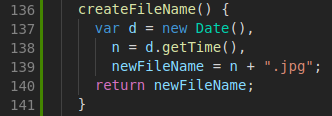 136 createFileName() {
137 var d = new Date(),
138 n = d.getTime(),
139 newFileName = n + ".jpg";
140 return newFileName;
141 }